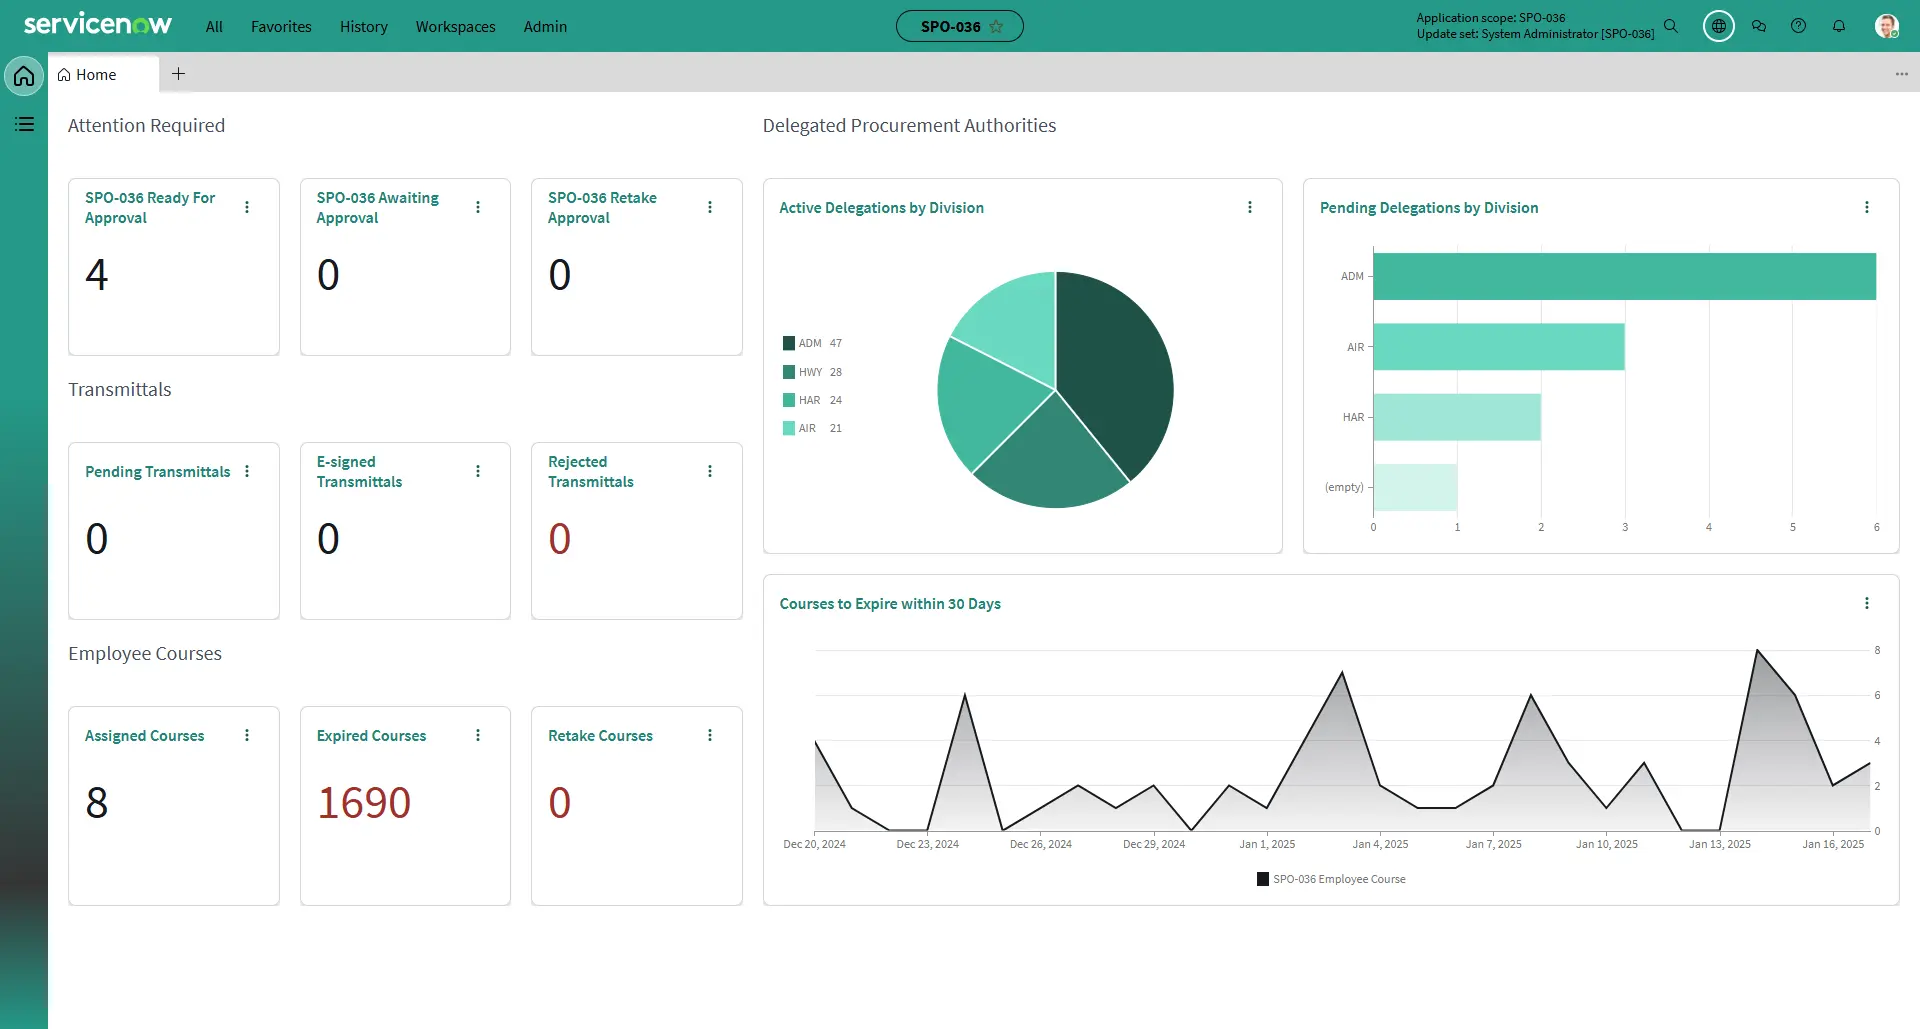 servicenow
All
Favorites
History
Workspaces
Admin
SPO-036
Application scope: SPO-036
Update set: System Administrator [SPO-036]
Home
Attention Required
SPO-036 Ready For
Approval
4
SPO-036 Awaiting
Approval
0
SPO-036 Retake
Approval
0
Transmittals
Pending Transmittals
0
E-signed
Transmittals
0
Rejected
Transmittals
0
Employee Courses
Assigned Courses
8
Expired Courses
1690
Retake Courses
0
Delegated Procurement Authorities
Active Delegations by Division
ADM 47
HWY 28
HAR 24
AIR 21
Pending Delegations by Division
ADM
AIR
HAR
(empty)
0 1 2 3 4 5 6
Courses to Expire within 30 Days
8
6
4
2
0
Dec 20, 2024 Dec 23, 2024 Dec 26, 2024 Dec 29, 2024 Jan 1, 2025 Jan 4, 2025 Jan 7, 2025 Jan 10, 2025 Jan 13, 2025 Jan 16, 2025
SPO-036 Employee Course